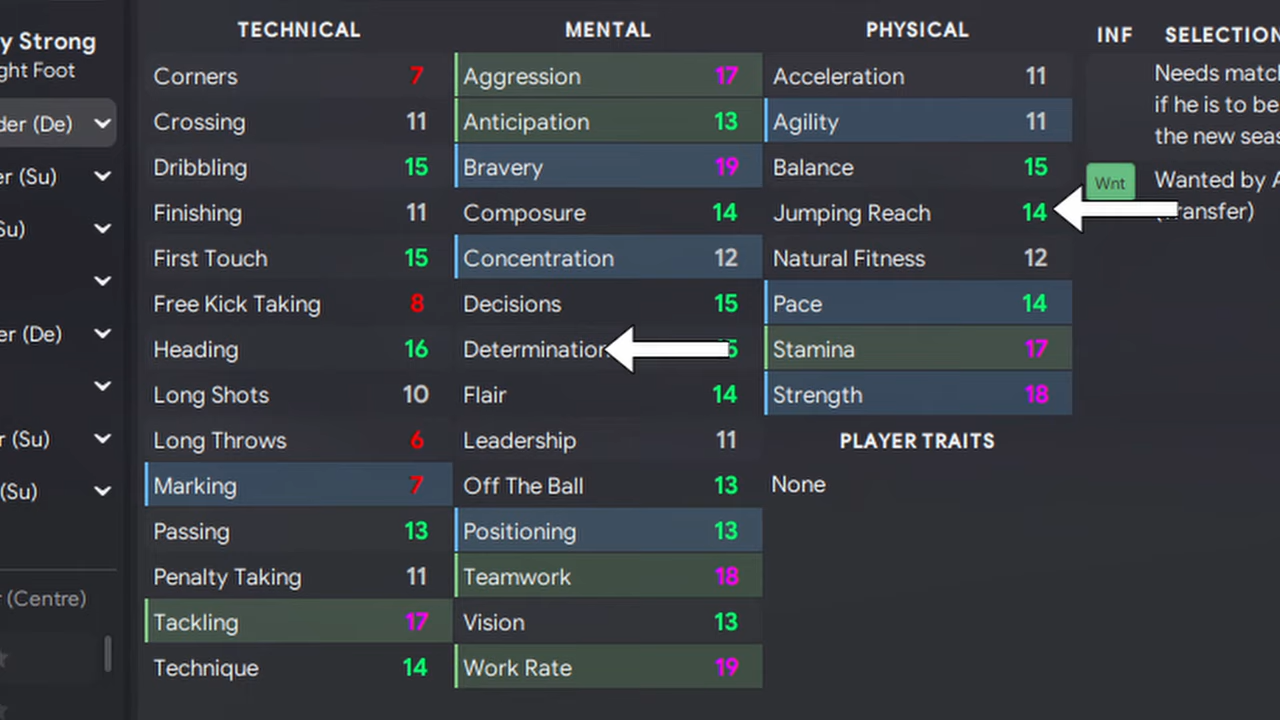 y Strong
ght Foot
der (De)
er (Su)
Su)
er (De)
r (Su)
(Su)
r (Centre)
TECHNICAL
Corners 7
Crossing 11
Dribbling 15
Finishing 11
First Touch 15
Free Kick Taking 8
Heading 16
Long Shots 10
Long Throws 6
Marking 7
Passing 13
Penalty Taking 11
Tackling 17
Technique 14
MENTAL
Aggression 17
Anticipation 13
Bravery 19
Composure 14
Concentration 12
Decisions 15
Determination
Flair 14
Leadership 11
Off The Ball 13
Positioning 13
Teamwork 18
Vision 13
Work Rate 19
PHYSICAL
Acceleration 11
Agility 11
Balance 15
Jumping Reach 14
Natural Fitness 12
Pace 14
Stamina 17
Strength 18
PLAYER TRAITS
None
INF SELECTION
Needs match
if he is to be
the new seas
Wnt Wanted by A
(Transfer)